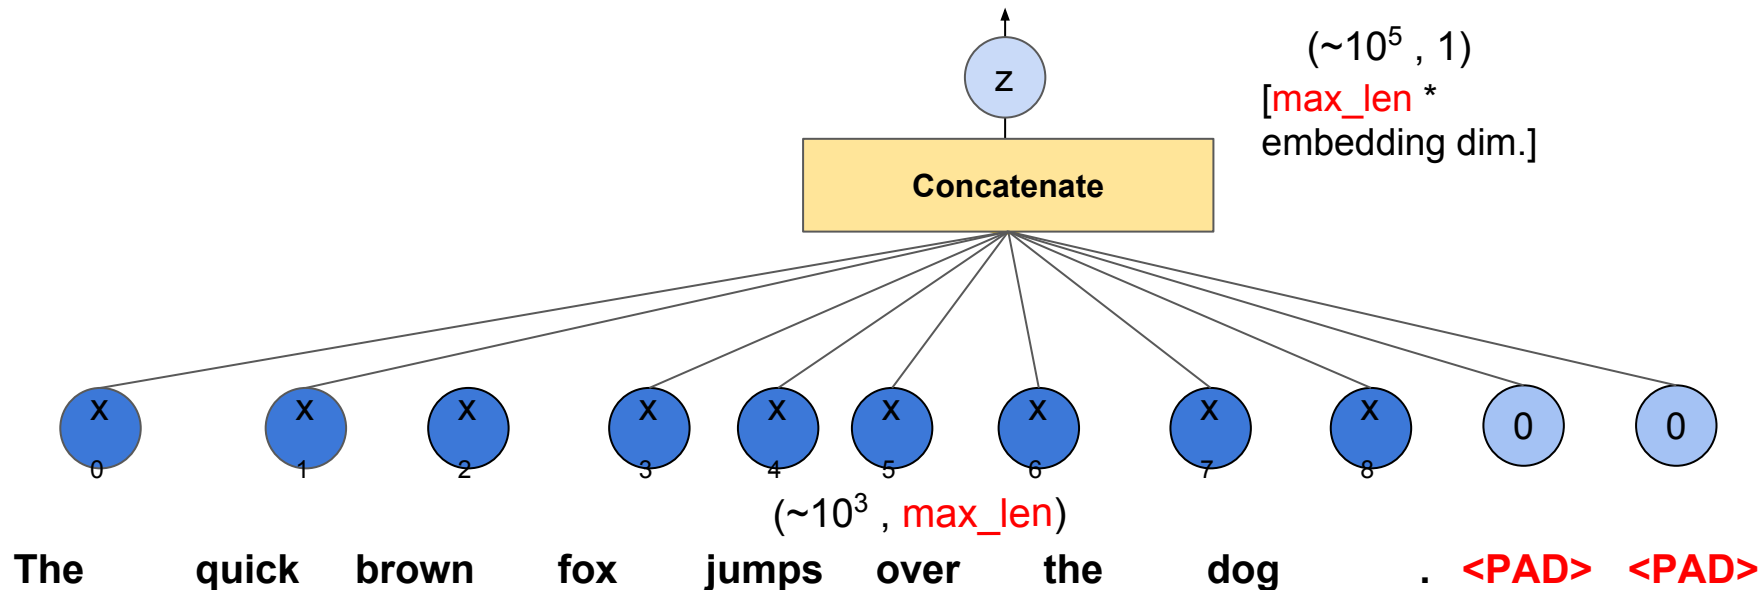 z
(~10⁵ , 1)
[max_len *
embedding dim.]
Concatenate
x x x x x x x x x 0 0
0 1 2 3 4 5 6 7 8
(~10³ , max_len)
The quick brown fox jumps over the dog . <PAD> <PAD>